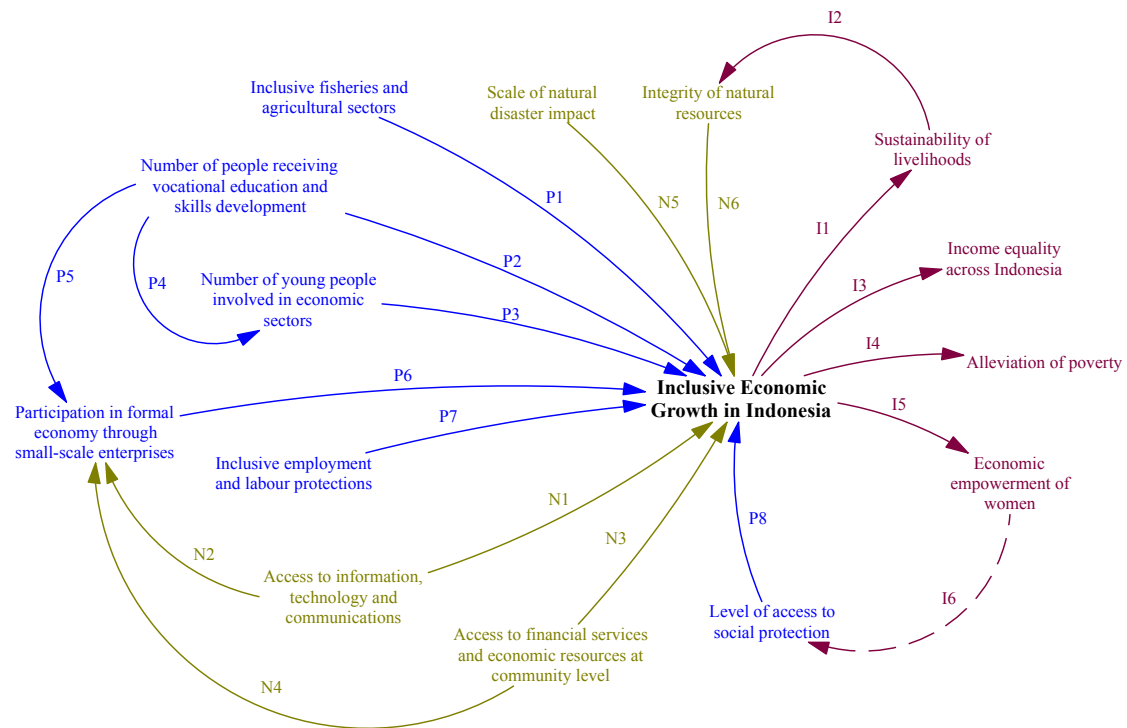 I2
Inclusive fisheries and
agricultural sectors
Scale of natural
disaster impact
Integrity of natural
resources
Sustainability of
livelihoods
Number of people receiving
vocational education and
skills development
P1
N5
N6
I1
P5
P4
P2
Number of young people
involved in economic
sectors
P3
Income equality
across Indonesia
I3
I4
Alleviation of poverty
P6
Inclusive Economic
Growth in Indonesia
Participation in formal
economy through
small-scale enterprises
P7
I5
Inclusive employment
and labour protections
Economic
empowerment of
women
N1
P8
N3
N2
Access to information,
technology and
communications
I6
Level of access to
social protection
Access to financial services
and economic resources at
community level
N4